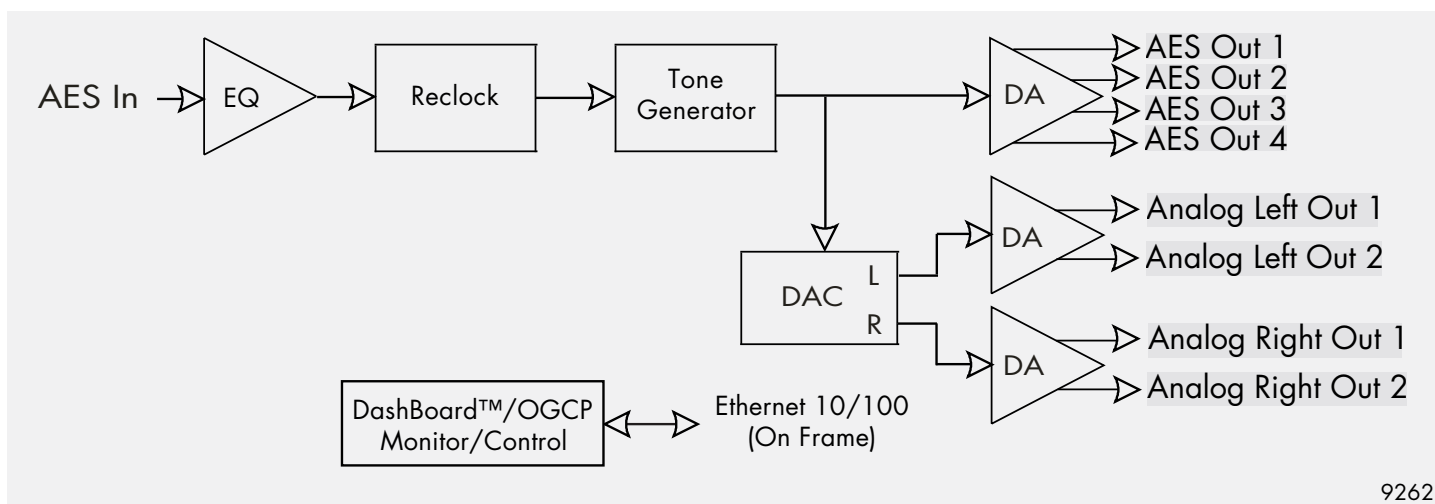 AES In
EQ
Reclock
Tone
Generator
DA
AES Out 1
AES Out 2
AES Out 3
AES Out 4
DAC
L
R
DA
Analog Left Out 1
Analog Left Out 2
DA
Analog Right Out 1
Analog Right Out 2
DashBoard™/OGCP
Monitor/Control
Ethernet 10/100
(On Frame)
9262